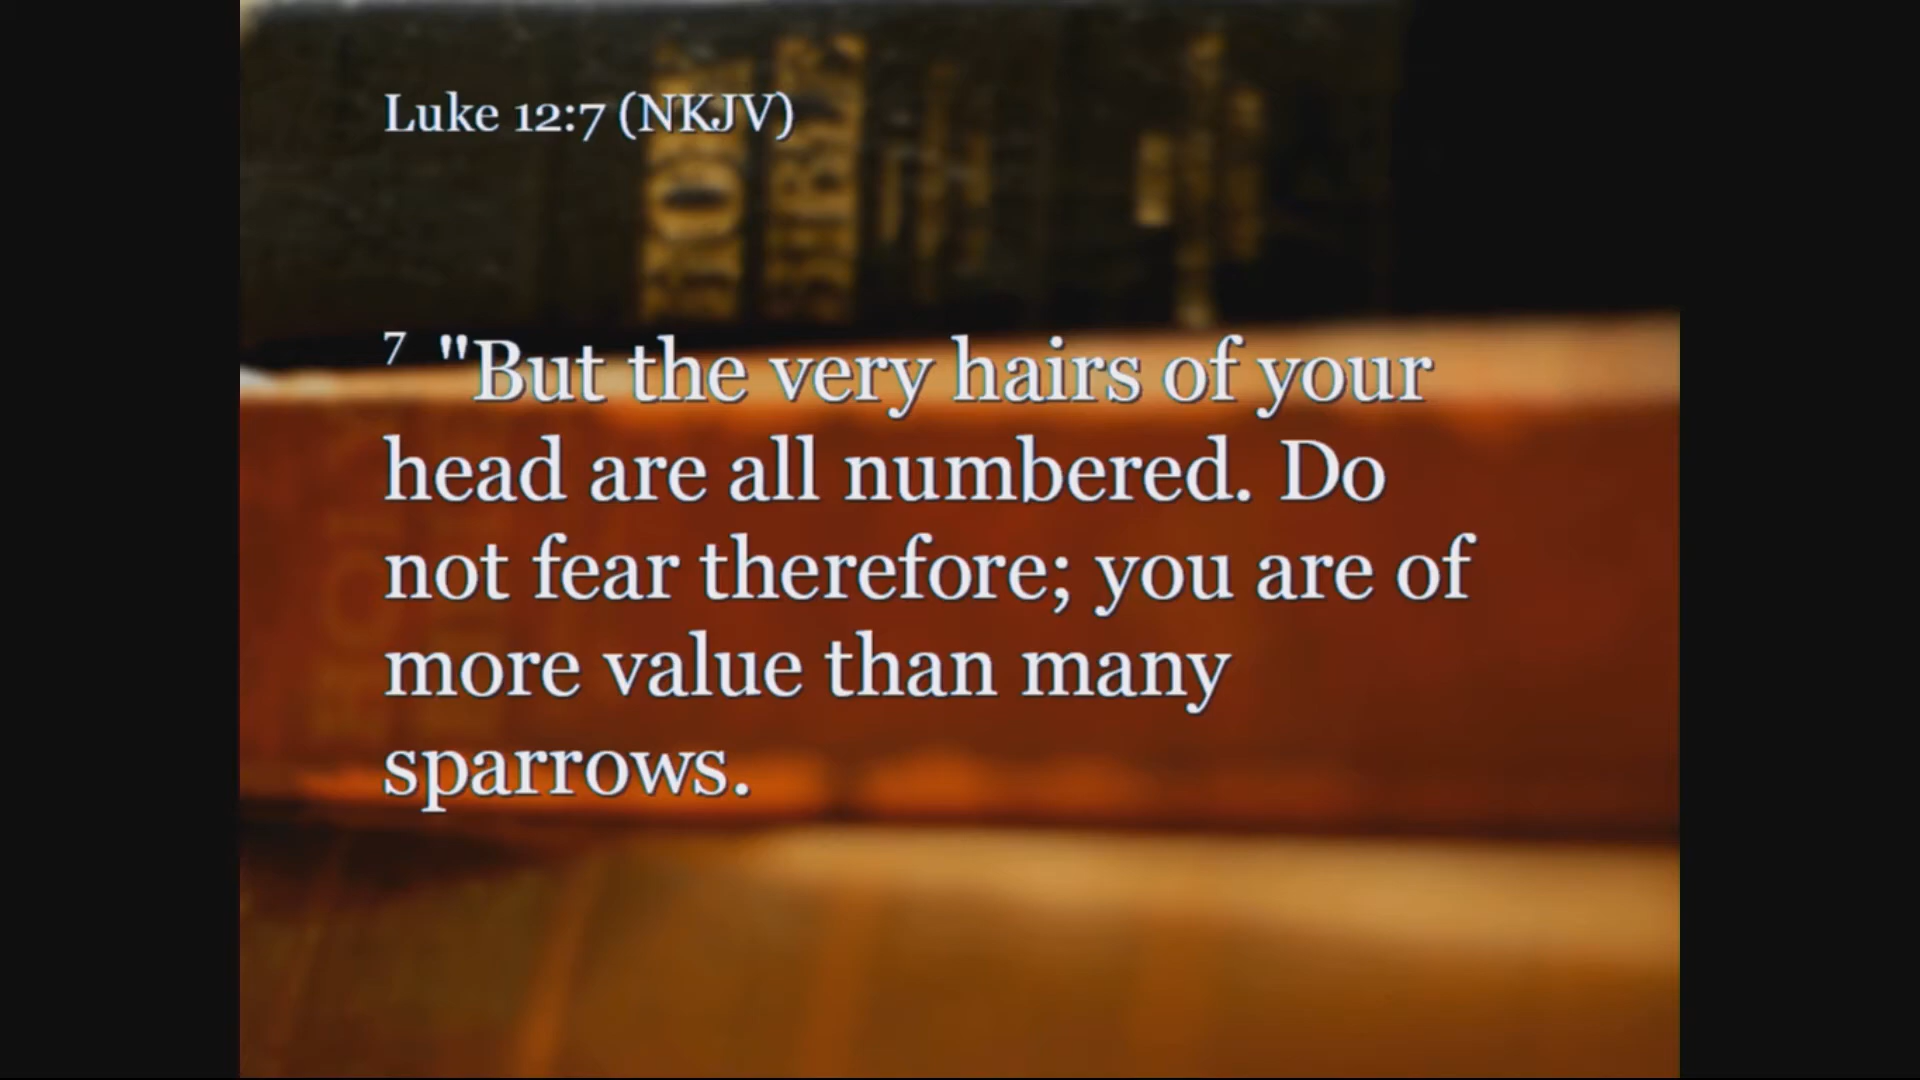 Luke 12:7 (NKJV)
7 "But the very hairs of your
head are all numbered. Do
not fear therefore; you are of
more value than many
sparrows.